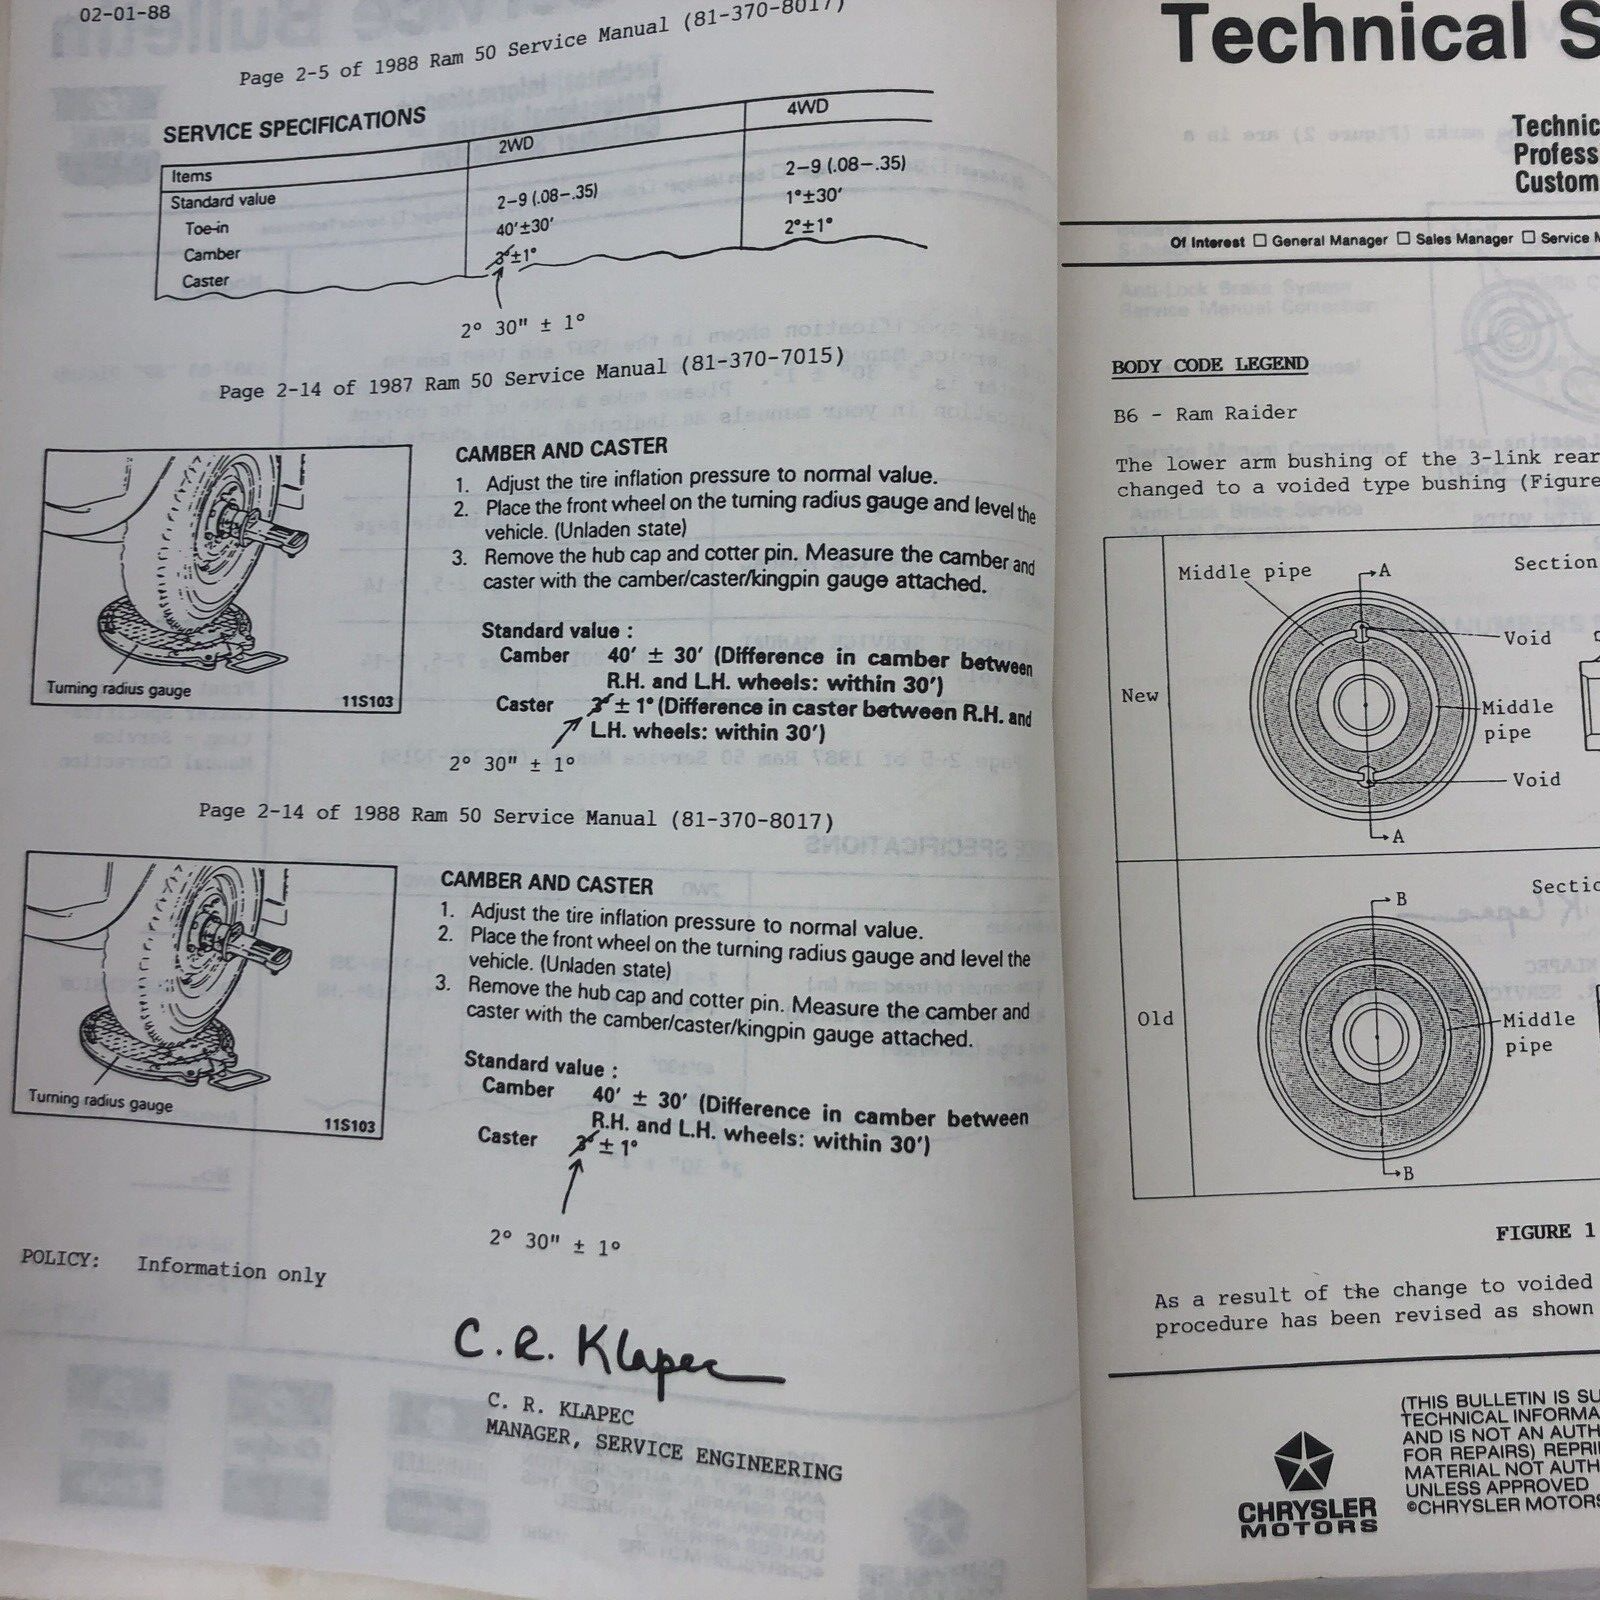 02-01-88
Page 2-5 of 1988 Ram 50 Service Manual (81-370-8017)
SERVICE SPECIFICATIONS
2WD
4WD
Items
Standard value
Toe-in
2–9 (.08–.35)
2–9 (.08–.35)
Camber
40′±30′
1°±30′
Caster
3°±1°
2°±1°
2° 30" ± 1°
Page 2-14 of 1987 Ram 50 Service Manual (81-370-7015)
Turning radius gauge
11S103
CAMBER AND CASTER
1. Adjust the tire inflation pressure to normal value.
2. Place the front wheel on the turning radius gauge and level the
vehicle. (Unladen state)
3. Remove the hub cap and cotter pin. Measure the camber and
caster with the camber/caster/kingpin gauge attached.
Standard value :
Camber 40′ ± 30′ (Difference in camber between
R.H. and L.H. wheels: within 30′)
Caster 3° ± 1° (Difference in caster between R.H. and
L.H. wheels: within 30′)
2° 30" ± 1°
Page 2-14 of 1988 Ram 50 Service Manual (81-370-8017)
Turning radius gauge
11S103
CAMBER AND CASTER
1. Adjust the tire inflation pressure to normal value.
2. Place the front wheel on the turning radius gauge and level the
vehicle. (Unladen state)
3. Remove the hub cap and cotter pin. Measure the camber and
caster with the camber/caster/kingpin gauge attached.
Standard value :
Camber 40′ ± 30′ (Difference in camber between
R.H. and L.H. wheels: within 30′)
Caster 3° ± 1°
2° 30" ± 1°
POLICY: Information only
C. R. Klapec
C. R. KLAPEC
MANAGER, SERVICE ENGINEERING
Technical S
Technic
Profess
Custom
Of Interest □ General Manager □ Sales Manager □ Service M
BODY CODE LEGEND
B6 - Ram Raider
The lower arm bushing of the 3-link rear
changed to a voided type bushing (Figure
New
Middle pipe
A
Section
Void
Middle
pipe
Void
A
Old
B
Sectio
Middle
pipe
B
FIGURE 1
As a result of the change to voided
procedure has been revised as shown
CHRYSLER
MOTORS
(THIS BULLETIN IS SU
TECHNICAL INFORMA
AND IS NOT AN AUTH
FOR REPAIRS) REPRI
MATERIAL NOT AUTH
UNLESS APPROVED
©CHRYSLER MOTORS